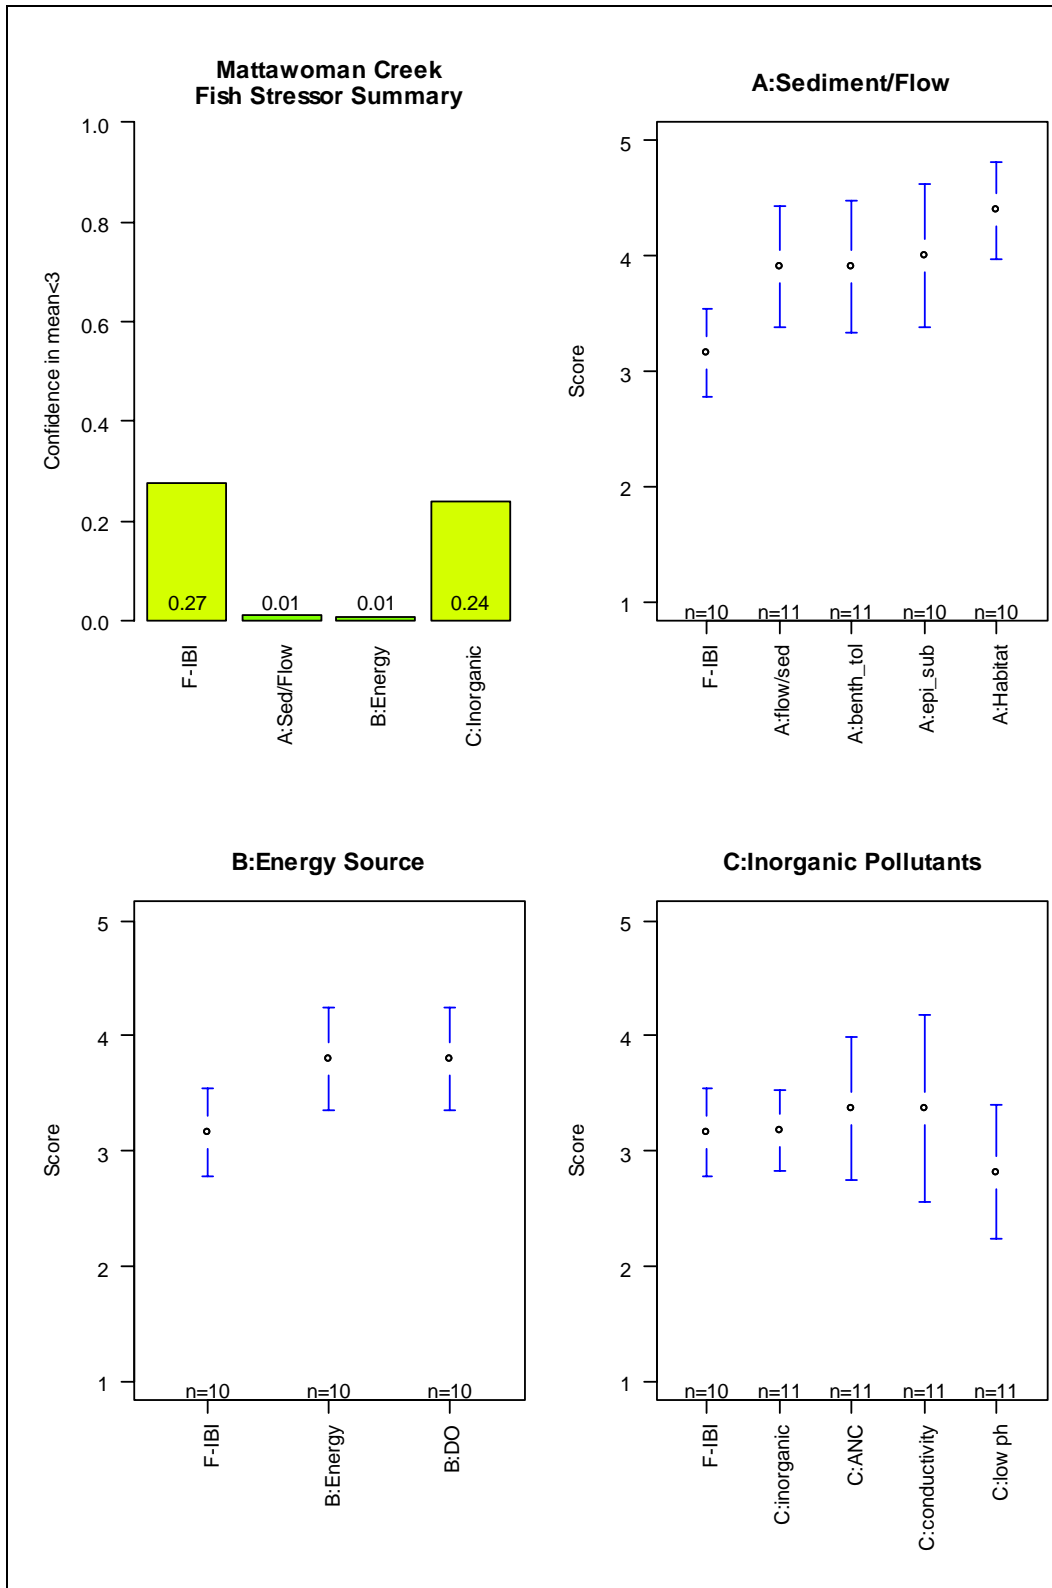 Mattawoman Creek
Fish Stressor Summary
Confidence in mean<3
1.0
0.8
0.6
0.4
0.2
0.0
0.27
0.01
0.01
0.24
F-IBI
A:Sed/Flow
B:Energy
C:Inorganic
A:Sediment/Flow
Score
5
4
3
2
1
n=10
n=11
n=11
n=10
n=10
F-IBI
A:flow/sed
A:benth_tol
A:epi_sub
A:Habitat
B:Energy Source
Score
5
4
3
2
1
n=10
n=10
n=10
F-IBI
B:Energy
B:DO
C:Inorganic Pollutants
Score
5
4
3
2
1
n=10
n=11
n=11
n=11
n=11
F-IBI
C:inorganic
C:ANC
C:conductivity
C:low ph